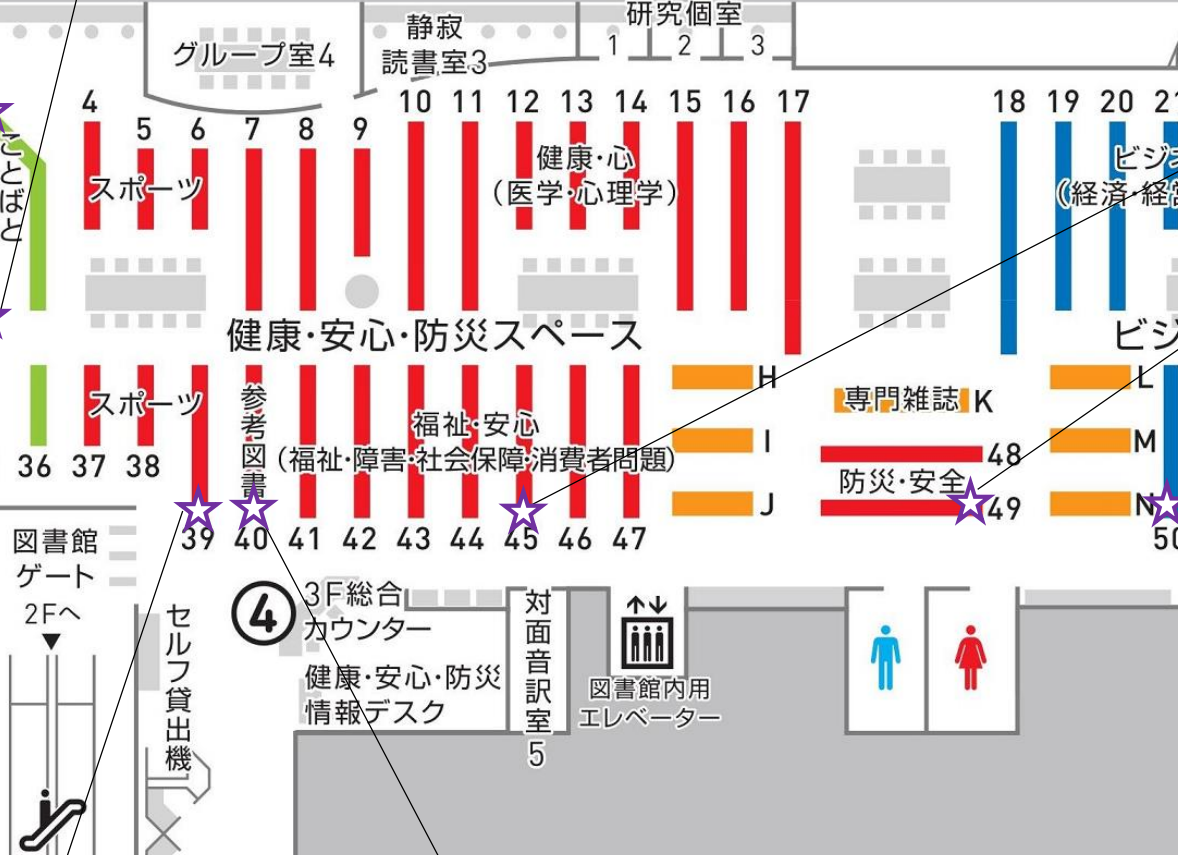 研究個室
1 2 3
静寂
読書室3
グループ室4
4 5 6 7 8 9 10 11 12 13 14 15 16 17 18 19 20
ことばと
スポーツ
健康・心
(医学・心理学)
健康・安心・防災スペース
スポーツ
参考図書
福祉・安心
(福祉・障害・社会保障・消費者問題)
H
I
J
専門雑誌 K
48
防災・安全
49
L
M
N
36 37 38
39 40 41 42 43 44 45 46 47
50
図書館
ゲート
2Fへ
セルフ貸出機
④
3F総合
カウンター
健康・安心・防災
情報デスク
対面音訳室5
図書館内用
エレベーター